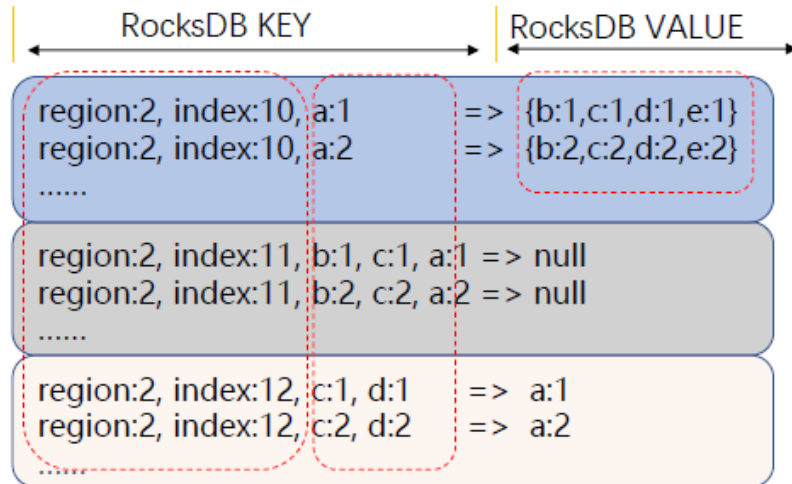 RocksDB KEY
RocksDB VALUE
region:2, index:10, a:1 => {b:1,c:1,d:1,e:1}
region:2, index:10, a:2 => {b:2,c:2,d:2,e:2}
......
region:2, index:11, b:1, c:1, a:1 => null
region:2, index:11, b:2, c:2, a:2 => null
......
region:2, index:12, c:1, d:1 => a:1
region:2, index:12, c:2, d:2 => a:2
......